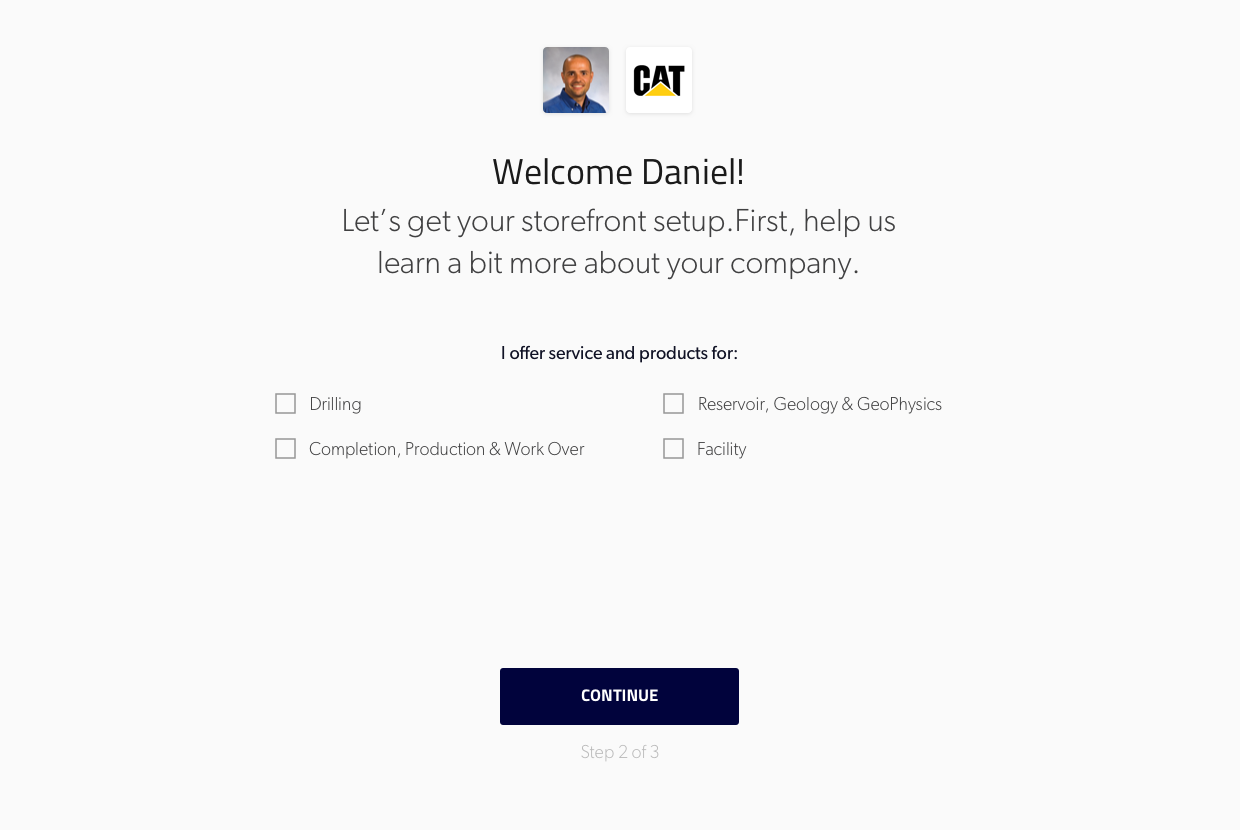 CAT
Welcome Daniel!
Let’s get your storefront setup.First, help us
learn a bit more about your company.
I offer service and products for:
Drilling
Reservoir, Geology & GeoPhysics
Completion, Production & Work Over
Facility
CONTINUE
Step 2 of 3